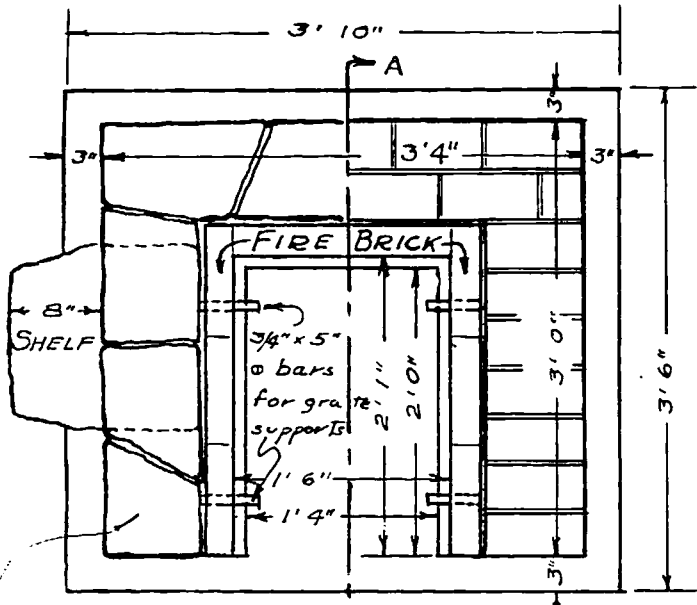 3' 10"
A
3"
3"
3' 4"
3"
FIRE BRICK
8"
SHELF
3/4" x 5"
ø bars
for grate
supports
2' 1"
2' 0"
3' 0"
3' 6"
1' 6"
1' 4"
3"